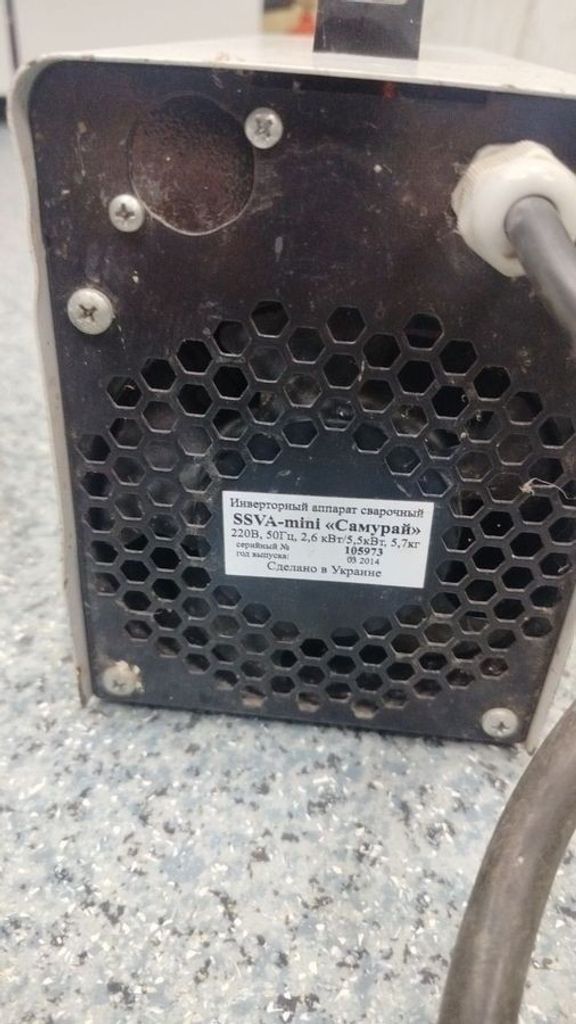 Инверторный аппарат сварочный
SSVA-mini «Самурай»
220В, 50Гц, 2,6 кВт/5,5кВт, 5,7кг
серийный № 105973
год выпуска: 03 2014
Сделано в Украине